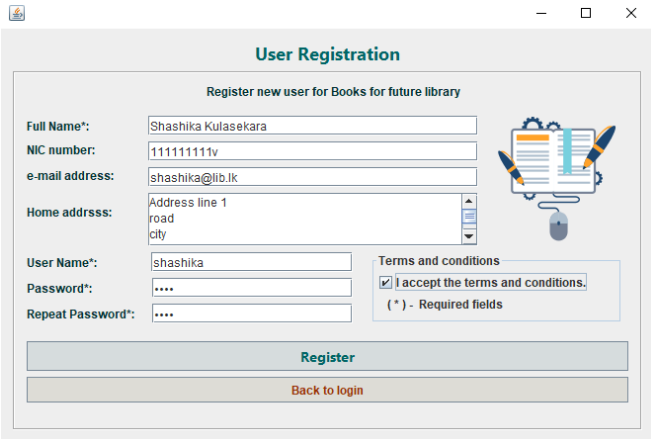 User Registration
Register new user for Books for future library
Full Name*: Shashika Kulasekara
NIC number: 111111111v
e-mail address: shashika@lib.lk
Home addrsss: Address line 1
road
city
User Name*: shashika
Password*: ••••
Repeat Password*: ••••
Terms and conditions
I accept the terms and conditions.
( * ) - Required fields
Register
Back to login